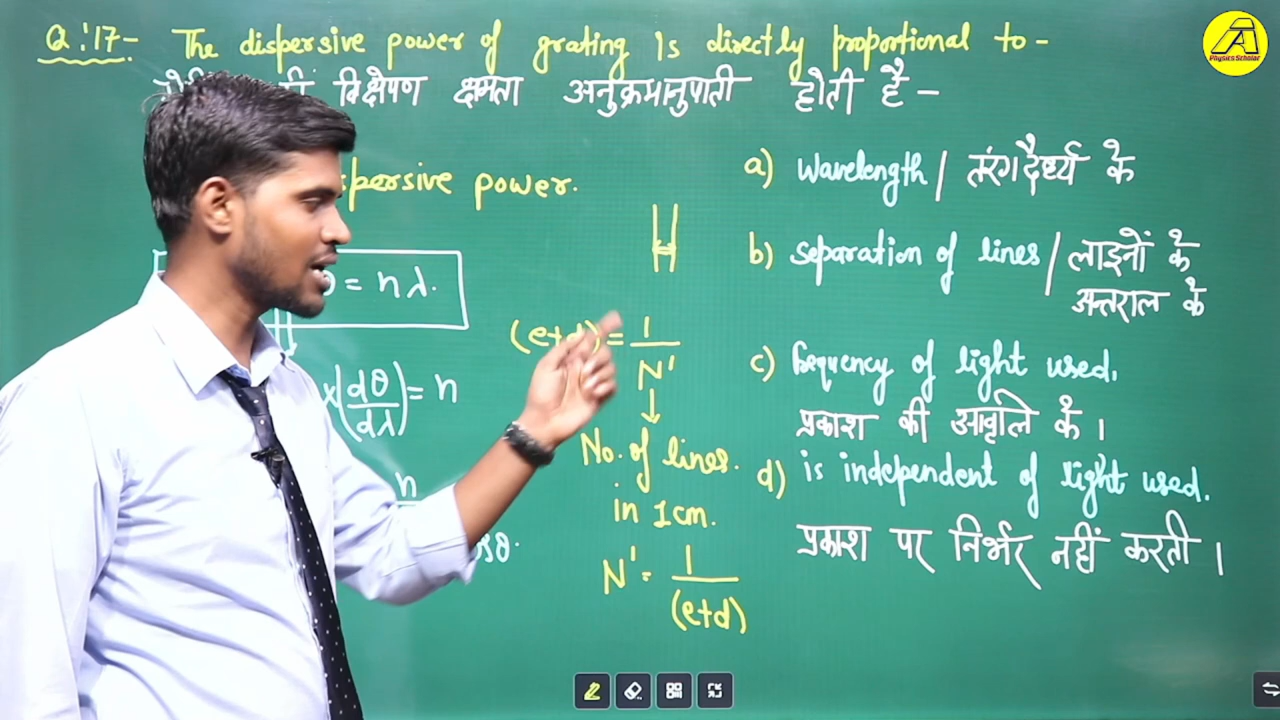 Q:17- The dispersive power of grating is directly proportional to -
विक्षेपण क्षमता अनुक्रमानुपाती होती है -
Physics Scholar
spersive power.
= nλ.
x(dθ/dλ) = n
n
sθ.
(e+d) = 1/N'
No. of lines.
in 1cm.
N' = 1/(e+d)
a) Wavelength / तरंगदैर्ध्य के
b) separation of lines / लाइनों के
अन्तराल के
c) frequency of light used.
प्रकाश की आवृति के।
d) is independent of light used.
प्रकाश पर निर्भर नहीं करती।